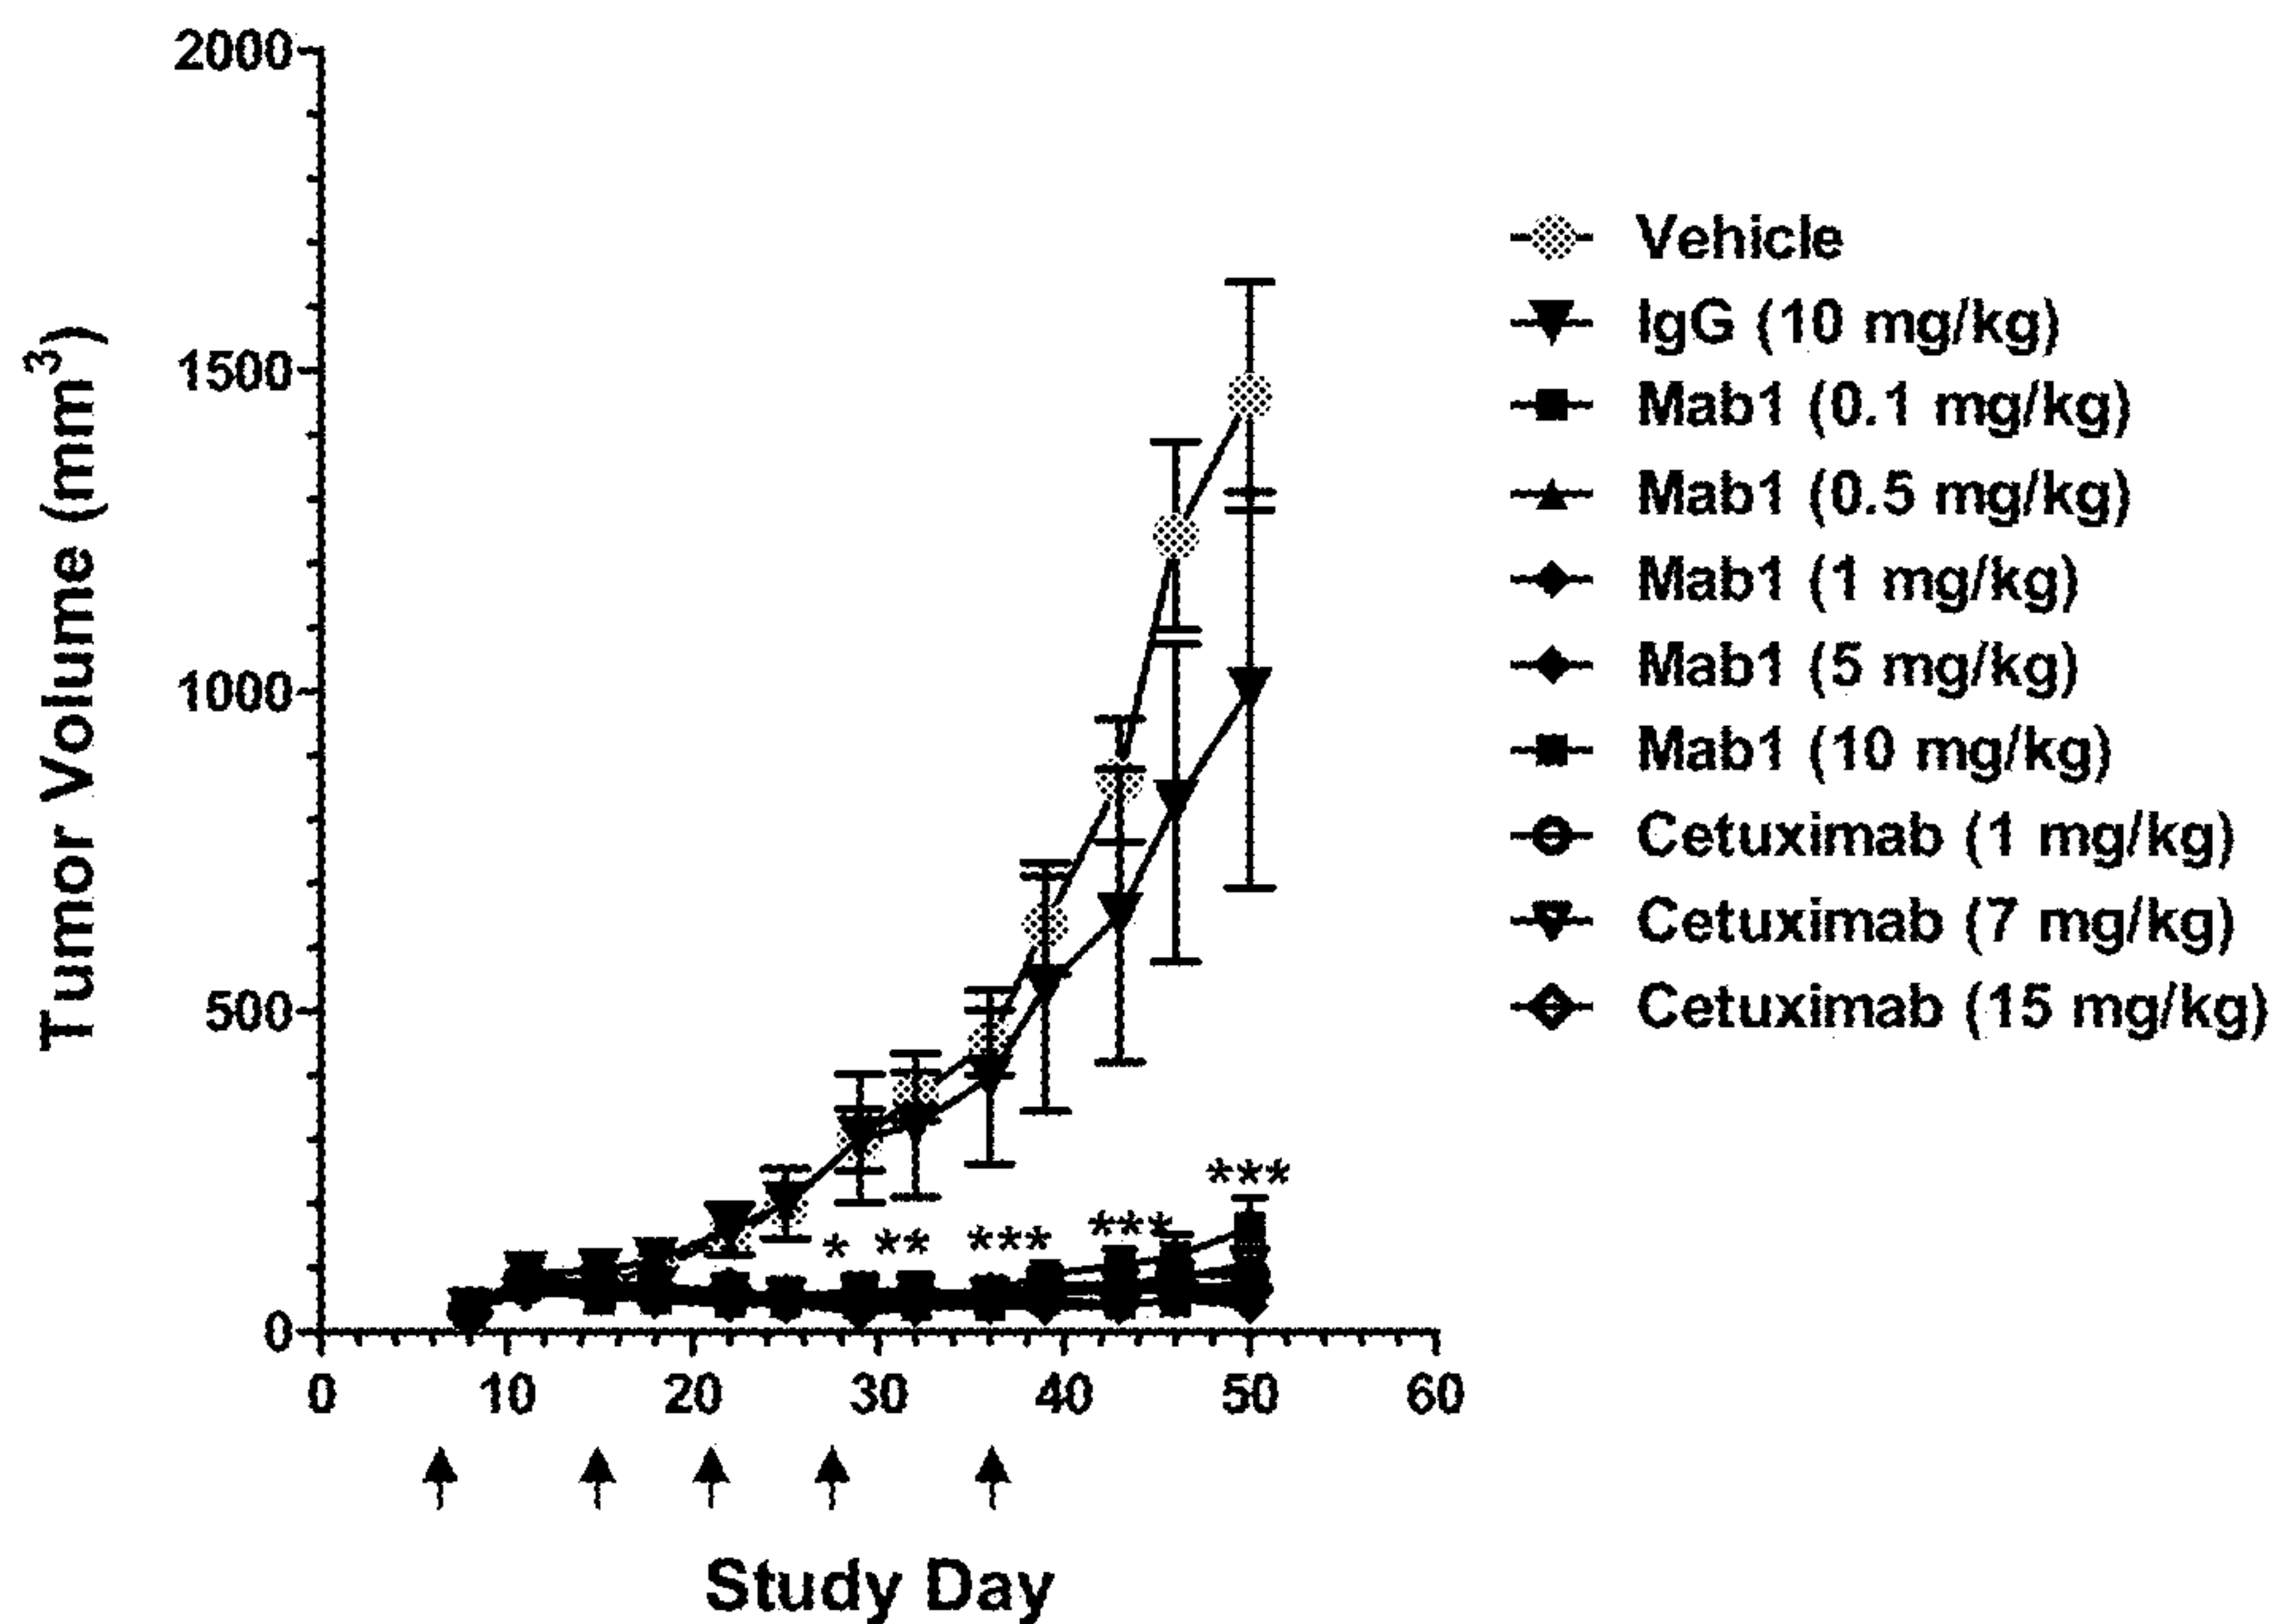 Tumor Volume (mm³)
2000
1500
1000
500
0
* ** *** *** ***
0 10 20 30 40 50 60
Study Day
Vehicle
IgG (10 mg/kg)
Mab1 (0.1 mg/kg)
Mab1 (0.5 mg/kg)
Mab1 (1 mg/kg)
Mab1 (5 mg/kg)
Mab1 (10 mg/kg)
Cetuximab (1 mg/kg)
Cetuximab (7 mg/kg)
Cetuximab (15 mg/kg)